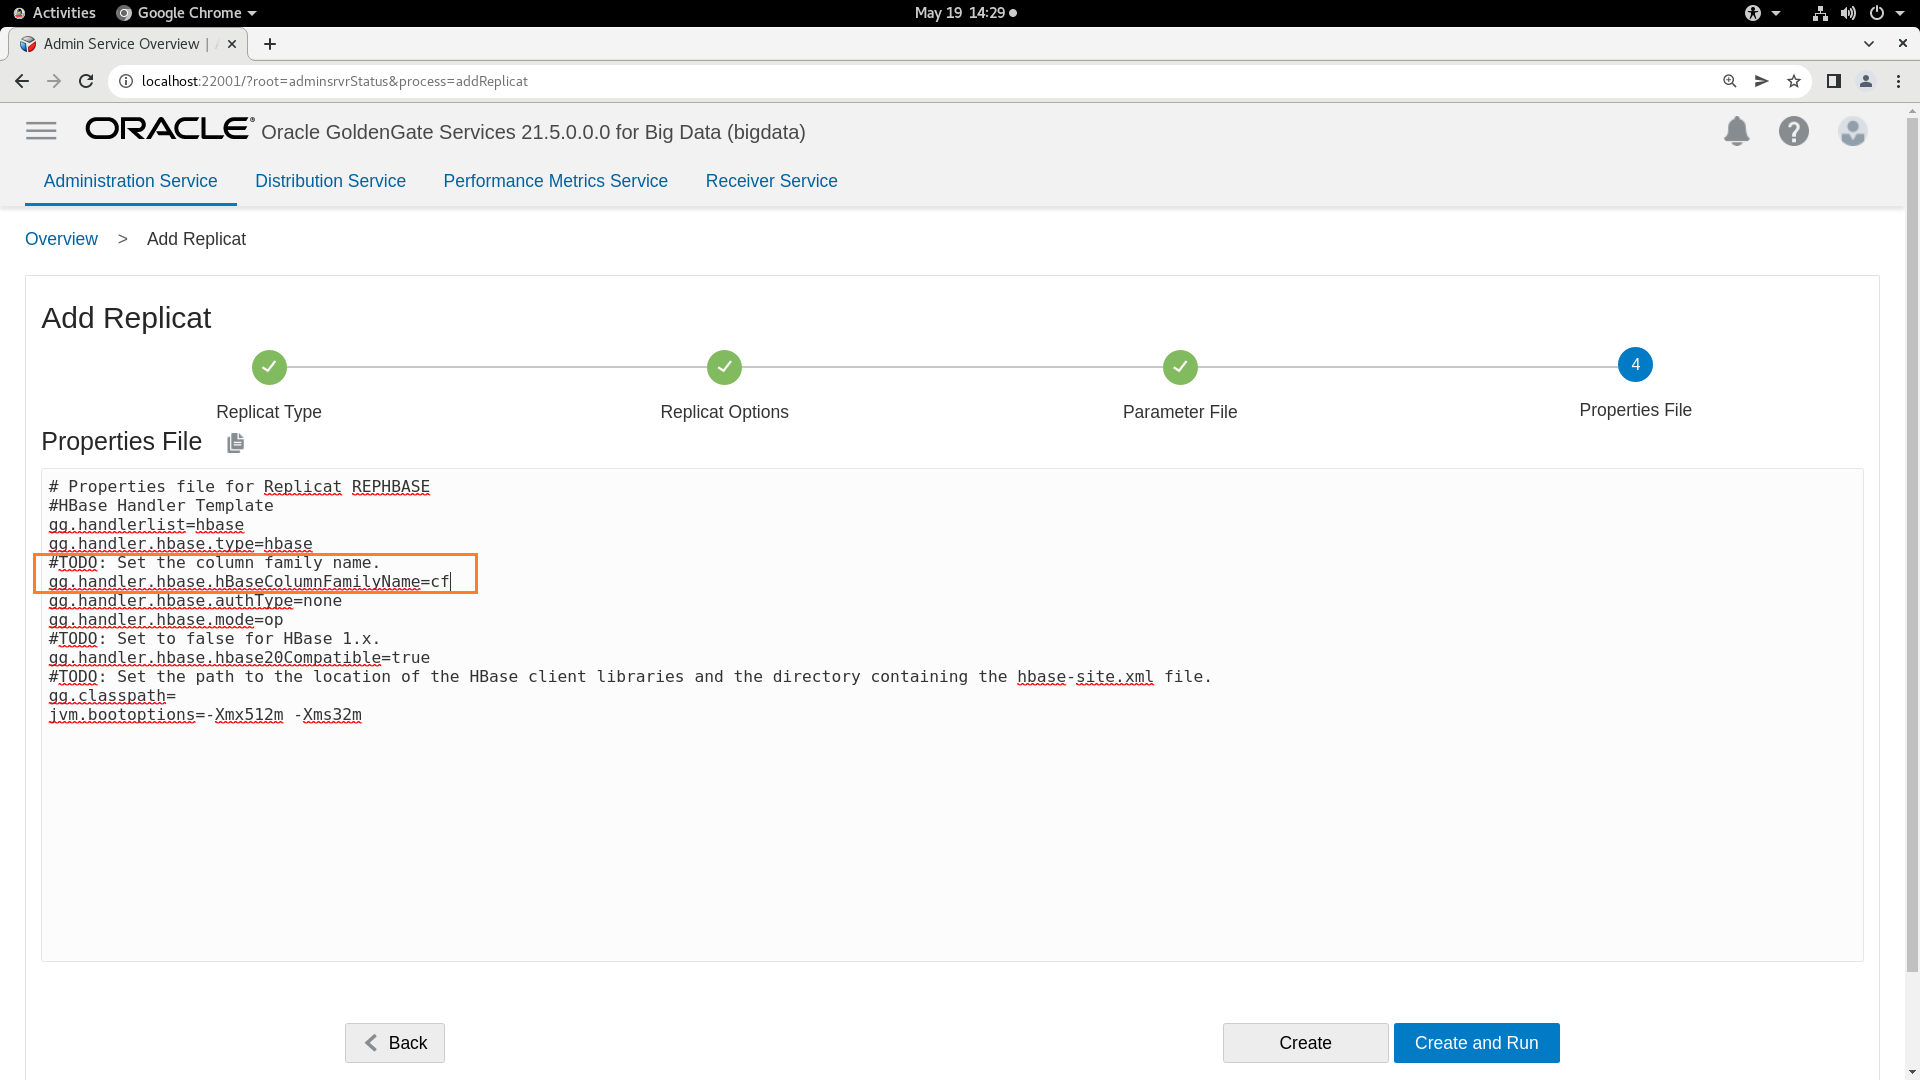 Activities Google Chrome May 19 14:29
Admin Service Overview |
localhost:22001/?root=adminsrvrStatus&process=addReplicat
ORACLE Oracle GoldenGate Services 21.5.0.0.0 for Big Data (bigdata)
Administration Service Distribution Service Performance Metrics Service Receiver Service
Overview > Add Replicat
Add Replicat
4
Replicat Type Replicat Options Parameter File Properties File
Properties File
# Properties file for Replicat REPHBASE
#HBase Handler Template
gg.handlerlist=hbase
gg.handler.hbase.type=hbase
#TODO: Set the column family name.
gg.handler.hbase.hBaseColumnFamilyName=cf
gg.handler.hbase.authType=none
gg.handler.hbase.mode=op
#TODO: Set to false for HBase 1.x.
gg.handler.hbase.hbase20Compatible=true
#TODO: Set the path to the location of the HBase client libraries and the directory containing the hbase-site.xml file.
gg.classpath=
jvm.bootoptions=-Xmx512m -Xms32m
Back Create Create and Run